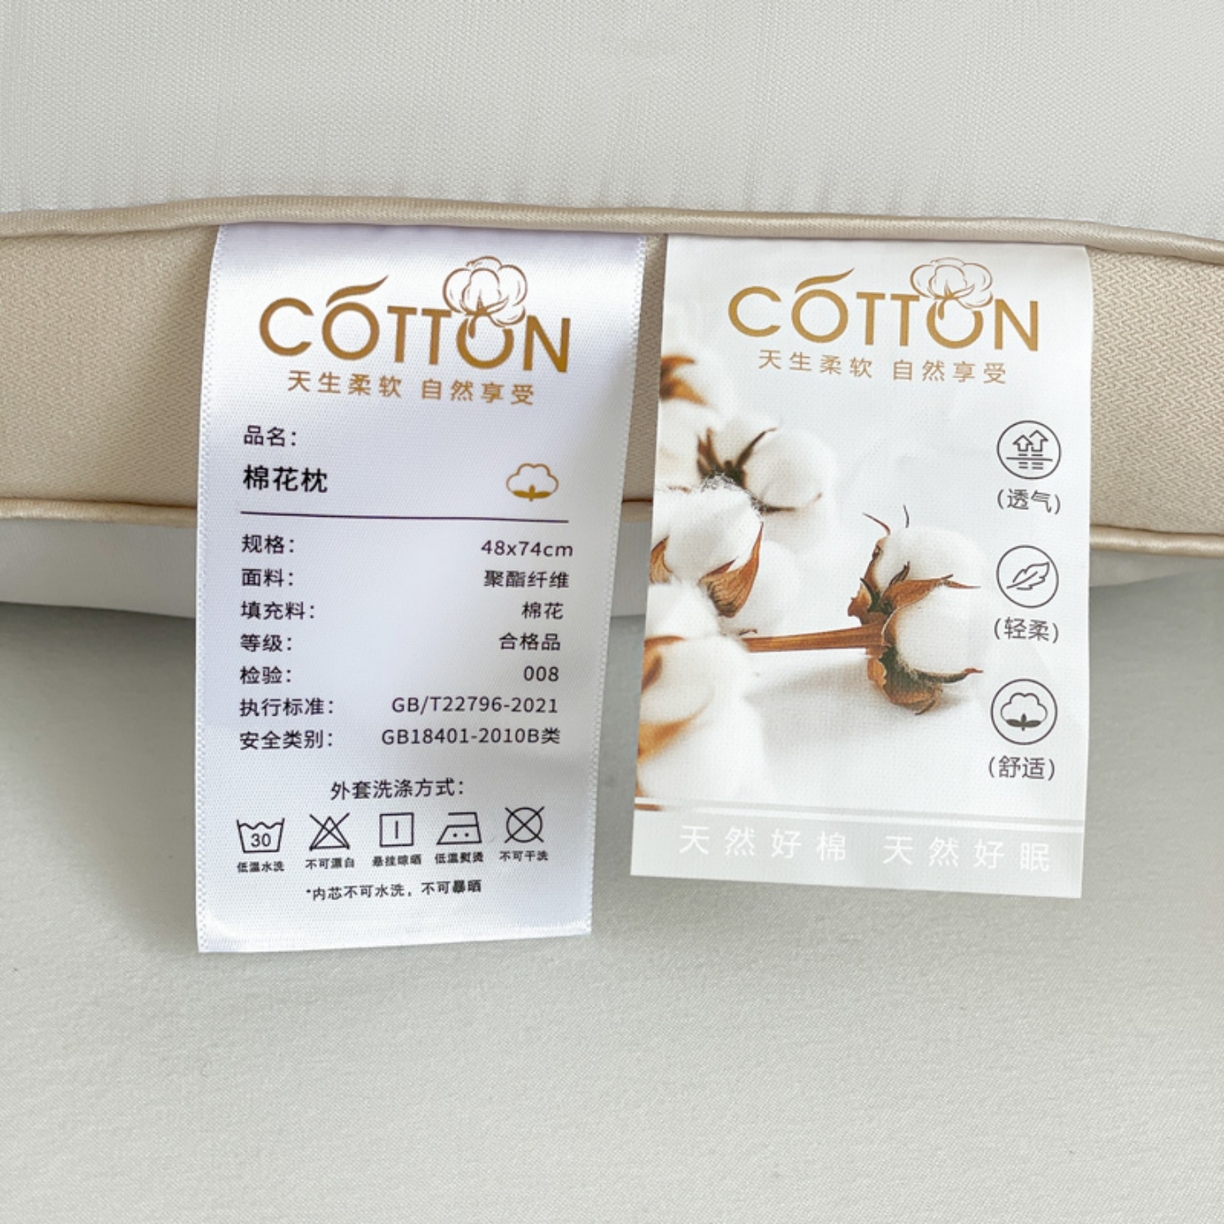 COTTON
天生柔软 自然享受
品名：
棉花枕
规格： 48x74cm
面料： 聚酯纤维
填充料： 棉花
等级： 合格品
检验： 008
执行标准： GB/T22796-2021
安全类别： GB18401-2010B类
外套洗涤方式：
30
低温水洗 不可漂白 悬挂晾晒 低温熨烫 不可干洗
*内芯不可水洗，不可暴晒
COTTON
天生柔软 自然享受
(透气)
(轻柔)
(舒适)
天然好棉 天然好眠